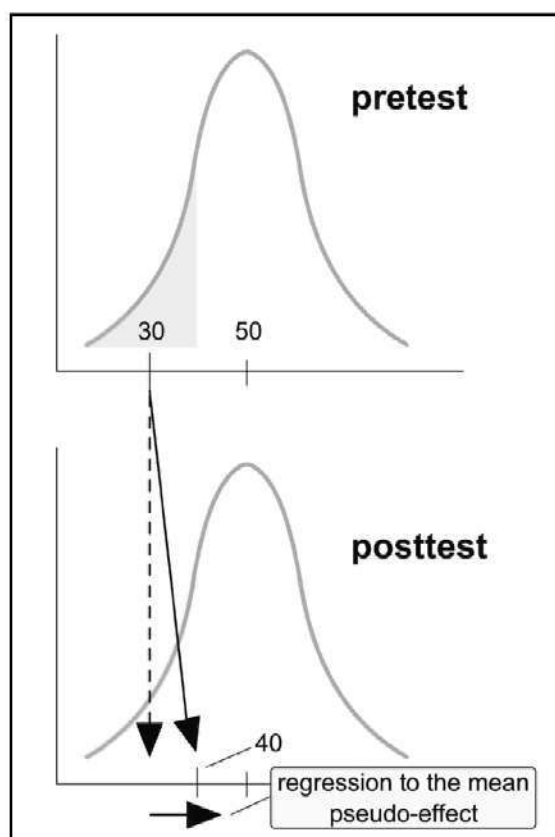 pretest
30
50
posttest
40
regression to the mean
pseudo-effect